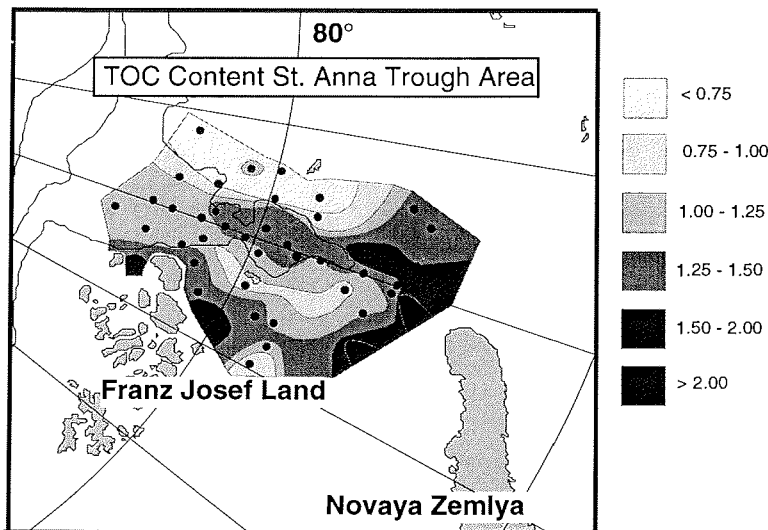 80°
TOC Content St. Anna Trough Area
< 0.75
0.75 - 1.00
1.00 - 1.25
1.25 - 1.50
1.50 - 2.00
> 2.00
Franz Josef Land
Novaya Zemlya